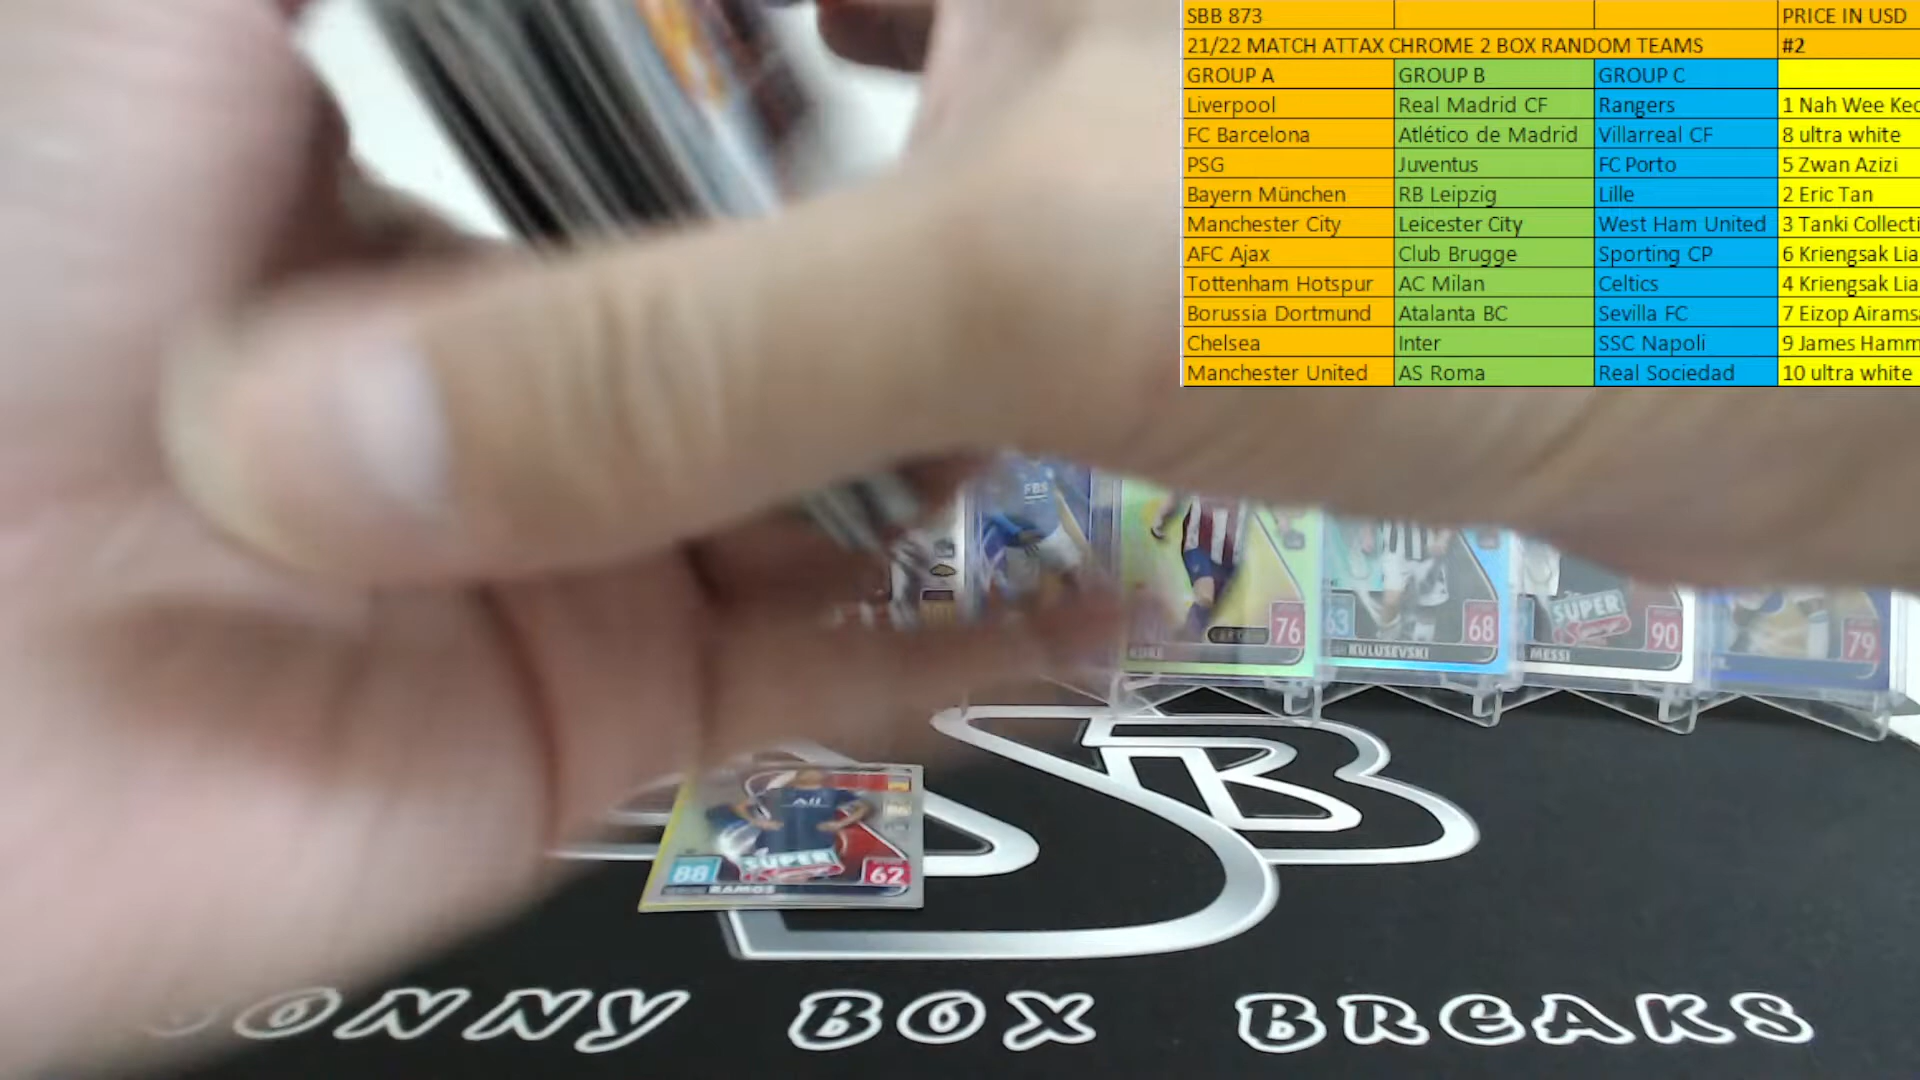 SBB 873 PRICE IN USD
21/22 MATCH ATTAX CHROME 2 BOX RANDOM TEAMS #2
GROUP A GROUP B GROUP C
Liverpool Real Madrid CF Rangers 1 Nah Wee
FC Barcelona Atlético de Madrid Villarreal CF 8 ultra white
PSG Juventus FC Porto 5 Zwan Azizi
Bayern München RB Leipzig Lille 2 Eric Tan
Manchester City Leicester City West Ham United 3 Tanki Collecti
AFC Ajax Club Brugge Sporting CP 6 Kriengsak Lia
Tottenham Hotspur AC Milan Celtics 4 Kriengsak Lia
Borussia Dortmund Atalanta BC Sevilla FC 7 Eizop Airams
Chelsea Inter SSC Napoli 9 James Hamm
Manchester United AS Roma Real Sociedad 10 ultra white
FBS
76
63 68
KULUSEVSKI
SUPER
90
MESSI
79
SUPER
88 62
RAMOS
SONNY BOX BREAKS